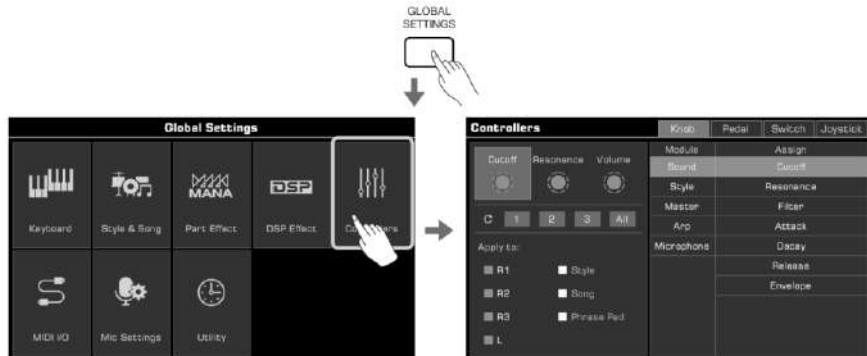 GLOBAL
SETTINGS
Global Settings
Keyboard
Style & Song
MANA
Part Effect
DSP
DSP Effect
Controllers
MIDI I/O
Mic Settings
Utility
Controllers
Knob
Pedal
Switch
Joystick
Cutoff
Resonance
Volume
C 1 2 3 All
Apply to:
R1
Style
R2
Song
R3
Phrase Pad
L
Module
Assign
Sound
Cutoff
Style
Resonance
Master
Filter
Arp
Attack
Microphone
Decay
Release
Envelope